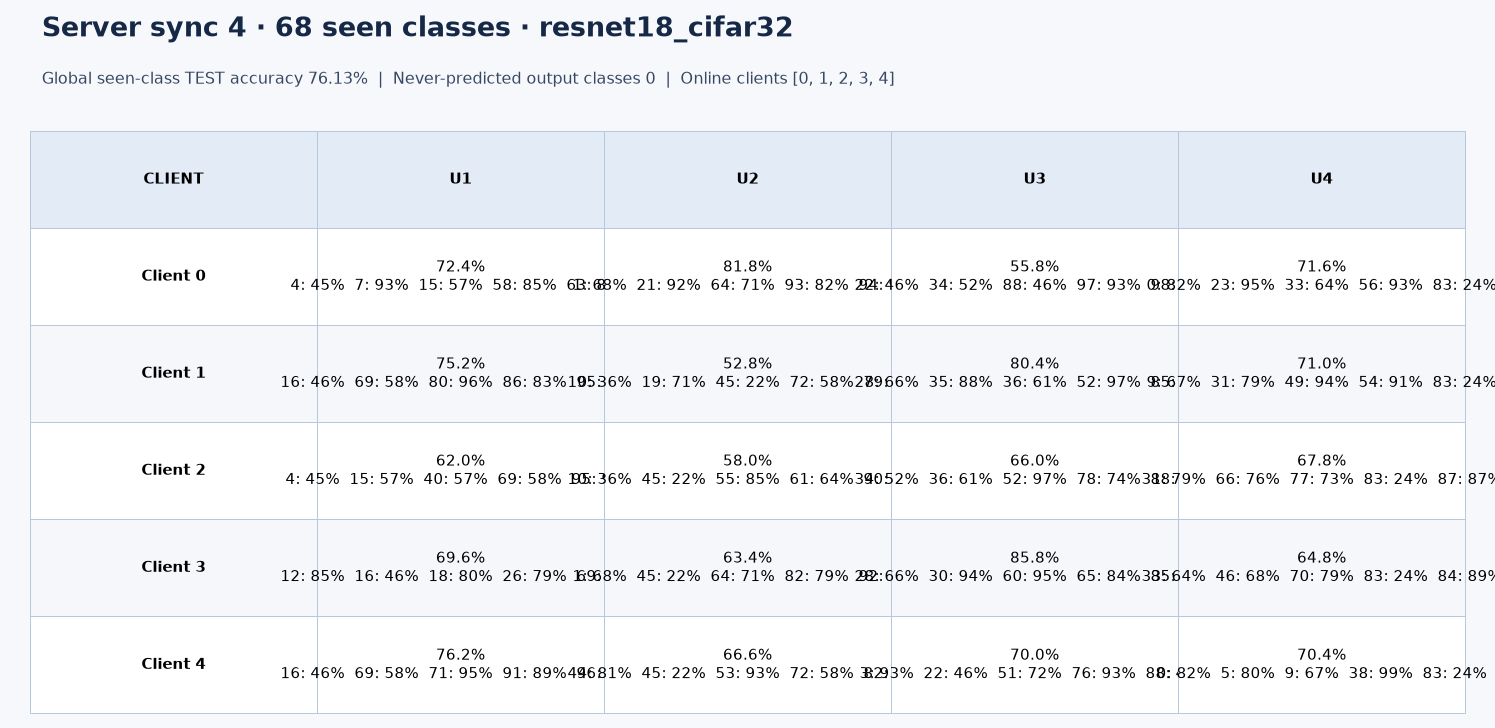 Server sync 4 · 68 seen classes · resnet18_cifar32
Global seen-class TEST accuracy 76.13%  |  Never-predicted output classes 0  |  Online clients [0, 1, 2, 3, 4]
CLIENT U1 U2 U3 U4
72.4% 81.8% 55.8% 71.6%
Client 0
4: 45% 7: 93% 15: 57% 58: 85% 21: 92% 64: 71% 93: 82% 34: 52% 88: 46% 97: 93% 23: 95% 33: 64% 56: 93% 83: 24%
75.2% 52.8% 80.4% 71.0%
Client 1
16: 46% 69: 58% 80: 96% 86: 83% 19: 71% 45: 22% 72: 58% 35: 88% 36: 61% 52: 97% 31: 79% 49: 94% 54: 91% 83: 24%
62.0% 58.0% 66.0% 67.8%
Client 2
4: 45% 15: 57% 40: 57% 69: 58% 45: 22% 55: 85% 61: 64% 36: 61% 52: 97% 78: 74% 66: 76% 77: 73% 83: 24% 87: 87%
69.6% 63.4% 85.8% 64.8%
Client 3
12: 85% 16: 46% 18: 80% 26: 79% 45: 22% 64: 71% 82: 79% 30: 94% 60: 95% 65: 84% 46: 68% 70: 79% 83: 24% 84: 89%
76.2% 66.6% 70.0% 70.4%
Client 4
16: 46% 69: 58% 71: 95% 91: 89% 45: 22% 53: 93% 72: 58% 22: 46% 51: 72% 76: 93% 5: 80% 9: 67% 38: 99% 83: 24%